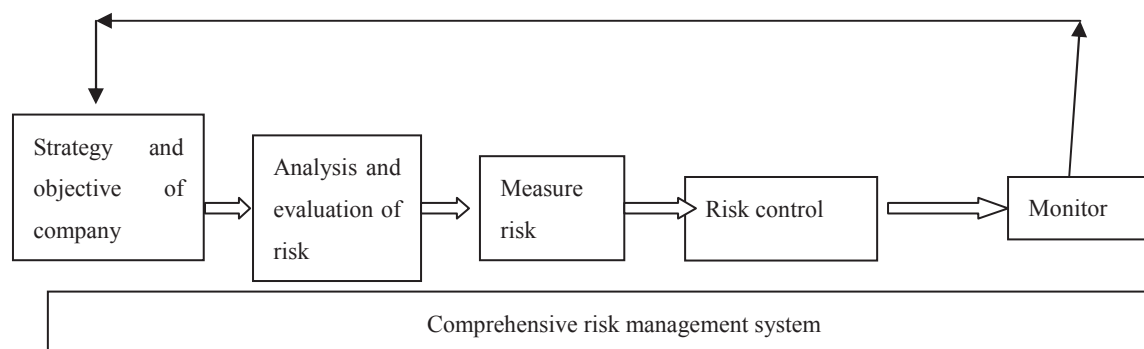 Strategy and
objective of
company
Analysis and
evaluation of
risk
Measure
risk
Risk control
Monitor
Comprehensive risk management system